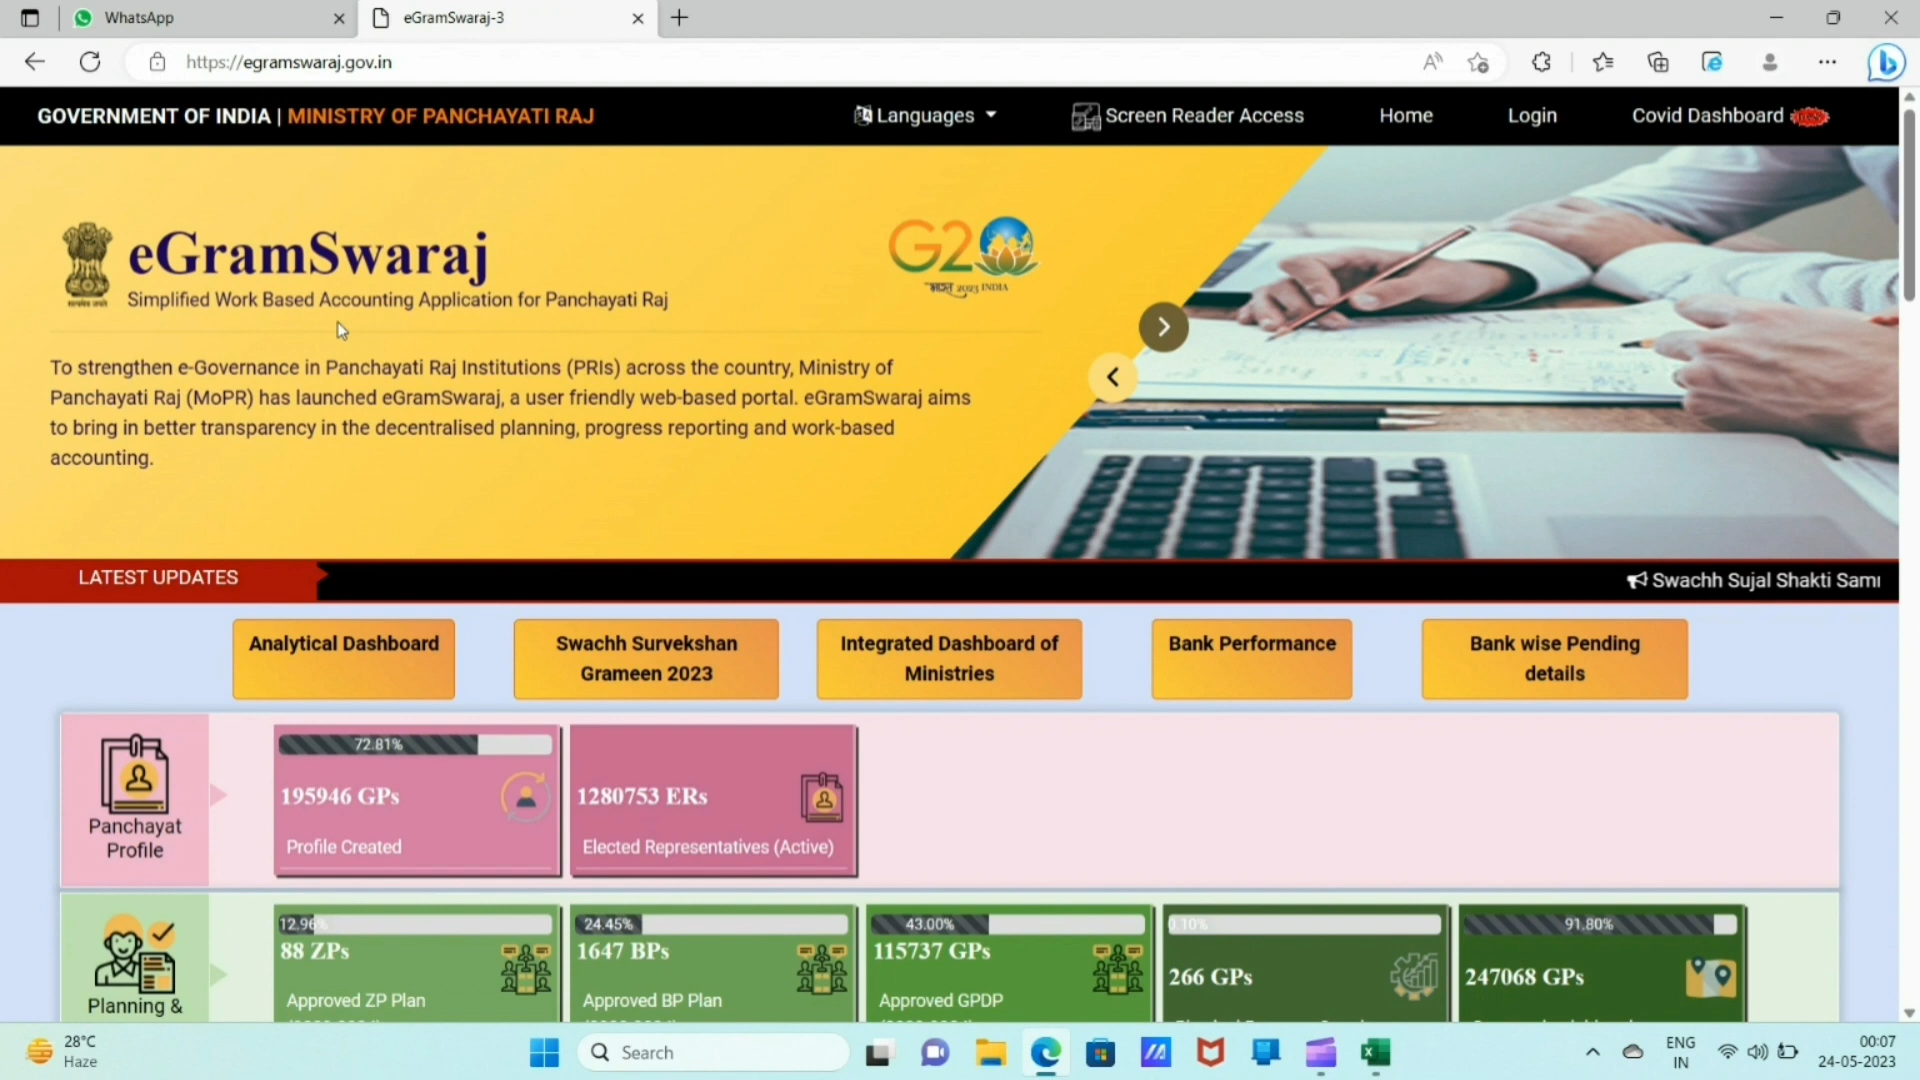 WhatsApp
eGramSwaraj-3
https://egramswaraj.gov.in
GOVERNMENT OF INDIA | MINISTRY OF PANCHAYATI RAJ
Languages
Screen Reader Access
Home
Login
Covid Dashboard
eGramSwaraj
Simplified Work Based Accounting Application for Panchayati Raj
G20
भारत 2023 INDIA
To strengthen e-Governance in Panchayati Raj Institutions (PRIs) across the country, Ministry of
Panchayati Raj (MoPR) has launched eGramSwaraj, a user friendly web-based portal. eGramSwaraj aims
to bring in better transparency in the decentralised planning, progress reporting and work-based
accounting.
LATEST UPDATES
Swachh Sujal Shakti
Analytical Dashboard
Swachh Survekshan
Grameen 2023
Integrated Dashboard of
Ministries
Bank Performance
Bank wise Pending
details
Panchayat
Profile
72.81%
195946 GPs
Profile Created
1280753 ERs
Elected Representatives (Active)
Planning &
12.96%
88 ZPs
Approved ZP Plan
24.45%
1647 BPs
Approved BP Plan
43.00%
115737 GPs
Approved GPDP
0.10%
266 GPs
91.80%
247068 GPs
28°C
Haze
Search
ENG
IN
00:07
24-05-2023